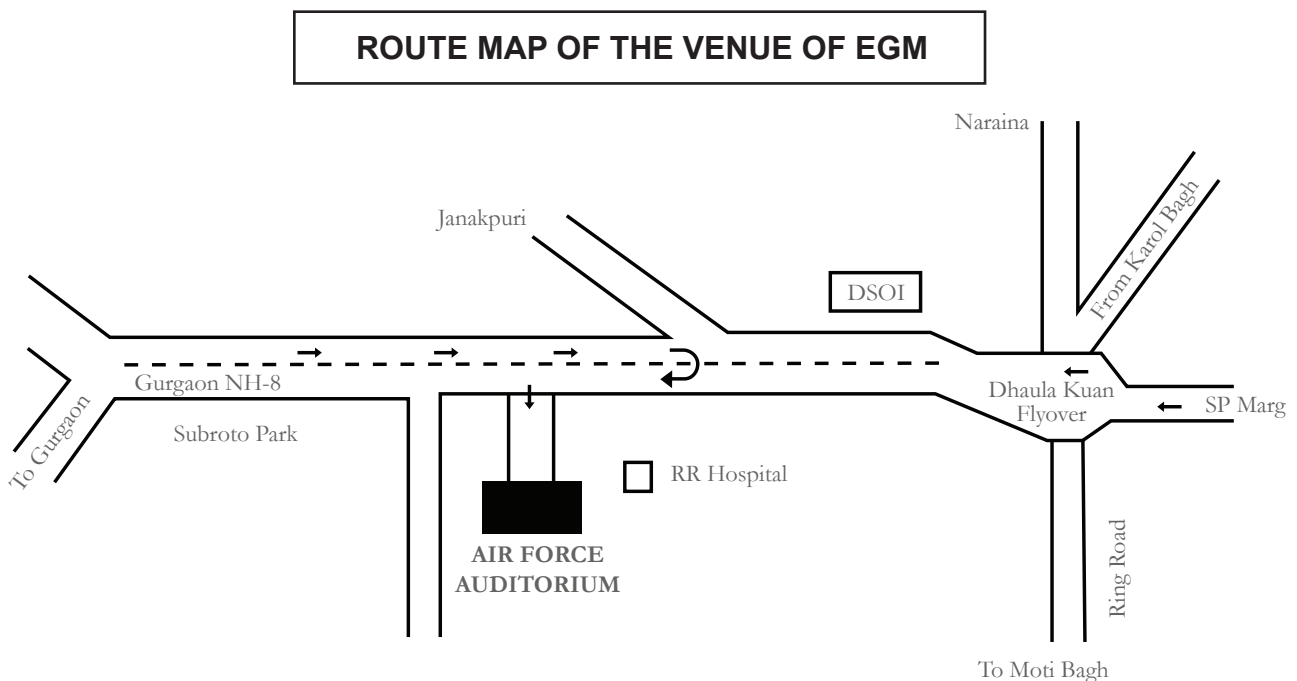 ROUTE MAP OF THE VENUE OF EGM
Naraina
From Karol Bagh
Janakpuri
DSOI
Gurgaon NH-8
Dhaula Kuan
Flyover
SP Marg
To Gurgaon
Subroto Park
RR Hospital
AIR FORCE
AUDITORIUM
Ring Road
To Moti Bagh